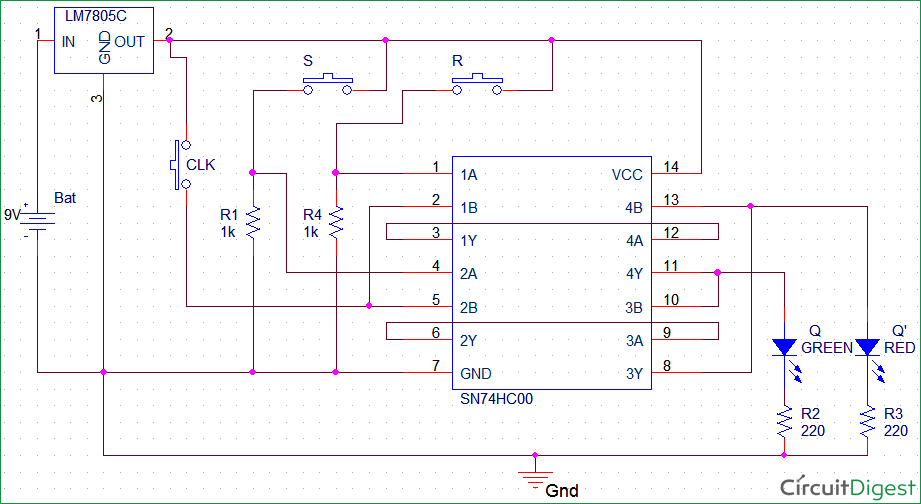 LM7805C
1 IN GND OUT 2
3
S
R
CLK
Bat
9V
+
-
R1
1k
R4
1k
1 1A VCC 14
2 1B 4B 13
3 1Y 4A 12
4 2A 4Y 11
5 2B 3B 10
6 2Y 3A 9
7 GND 3Y 8
SN74HC00
Q
GREEN
Q'
RED
R2
220
R3
220
Gnd
CIRCUITDIGEST